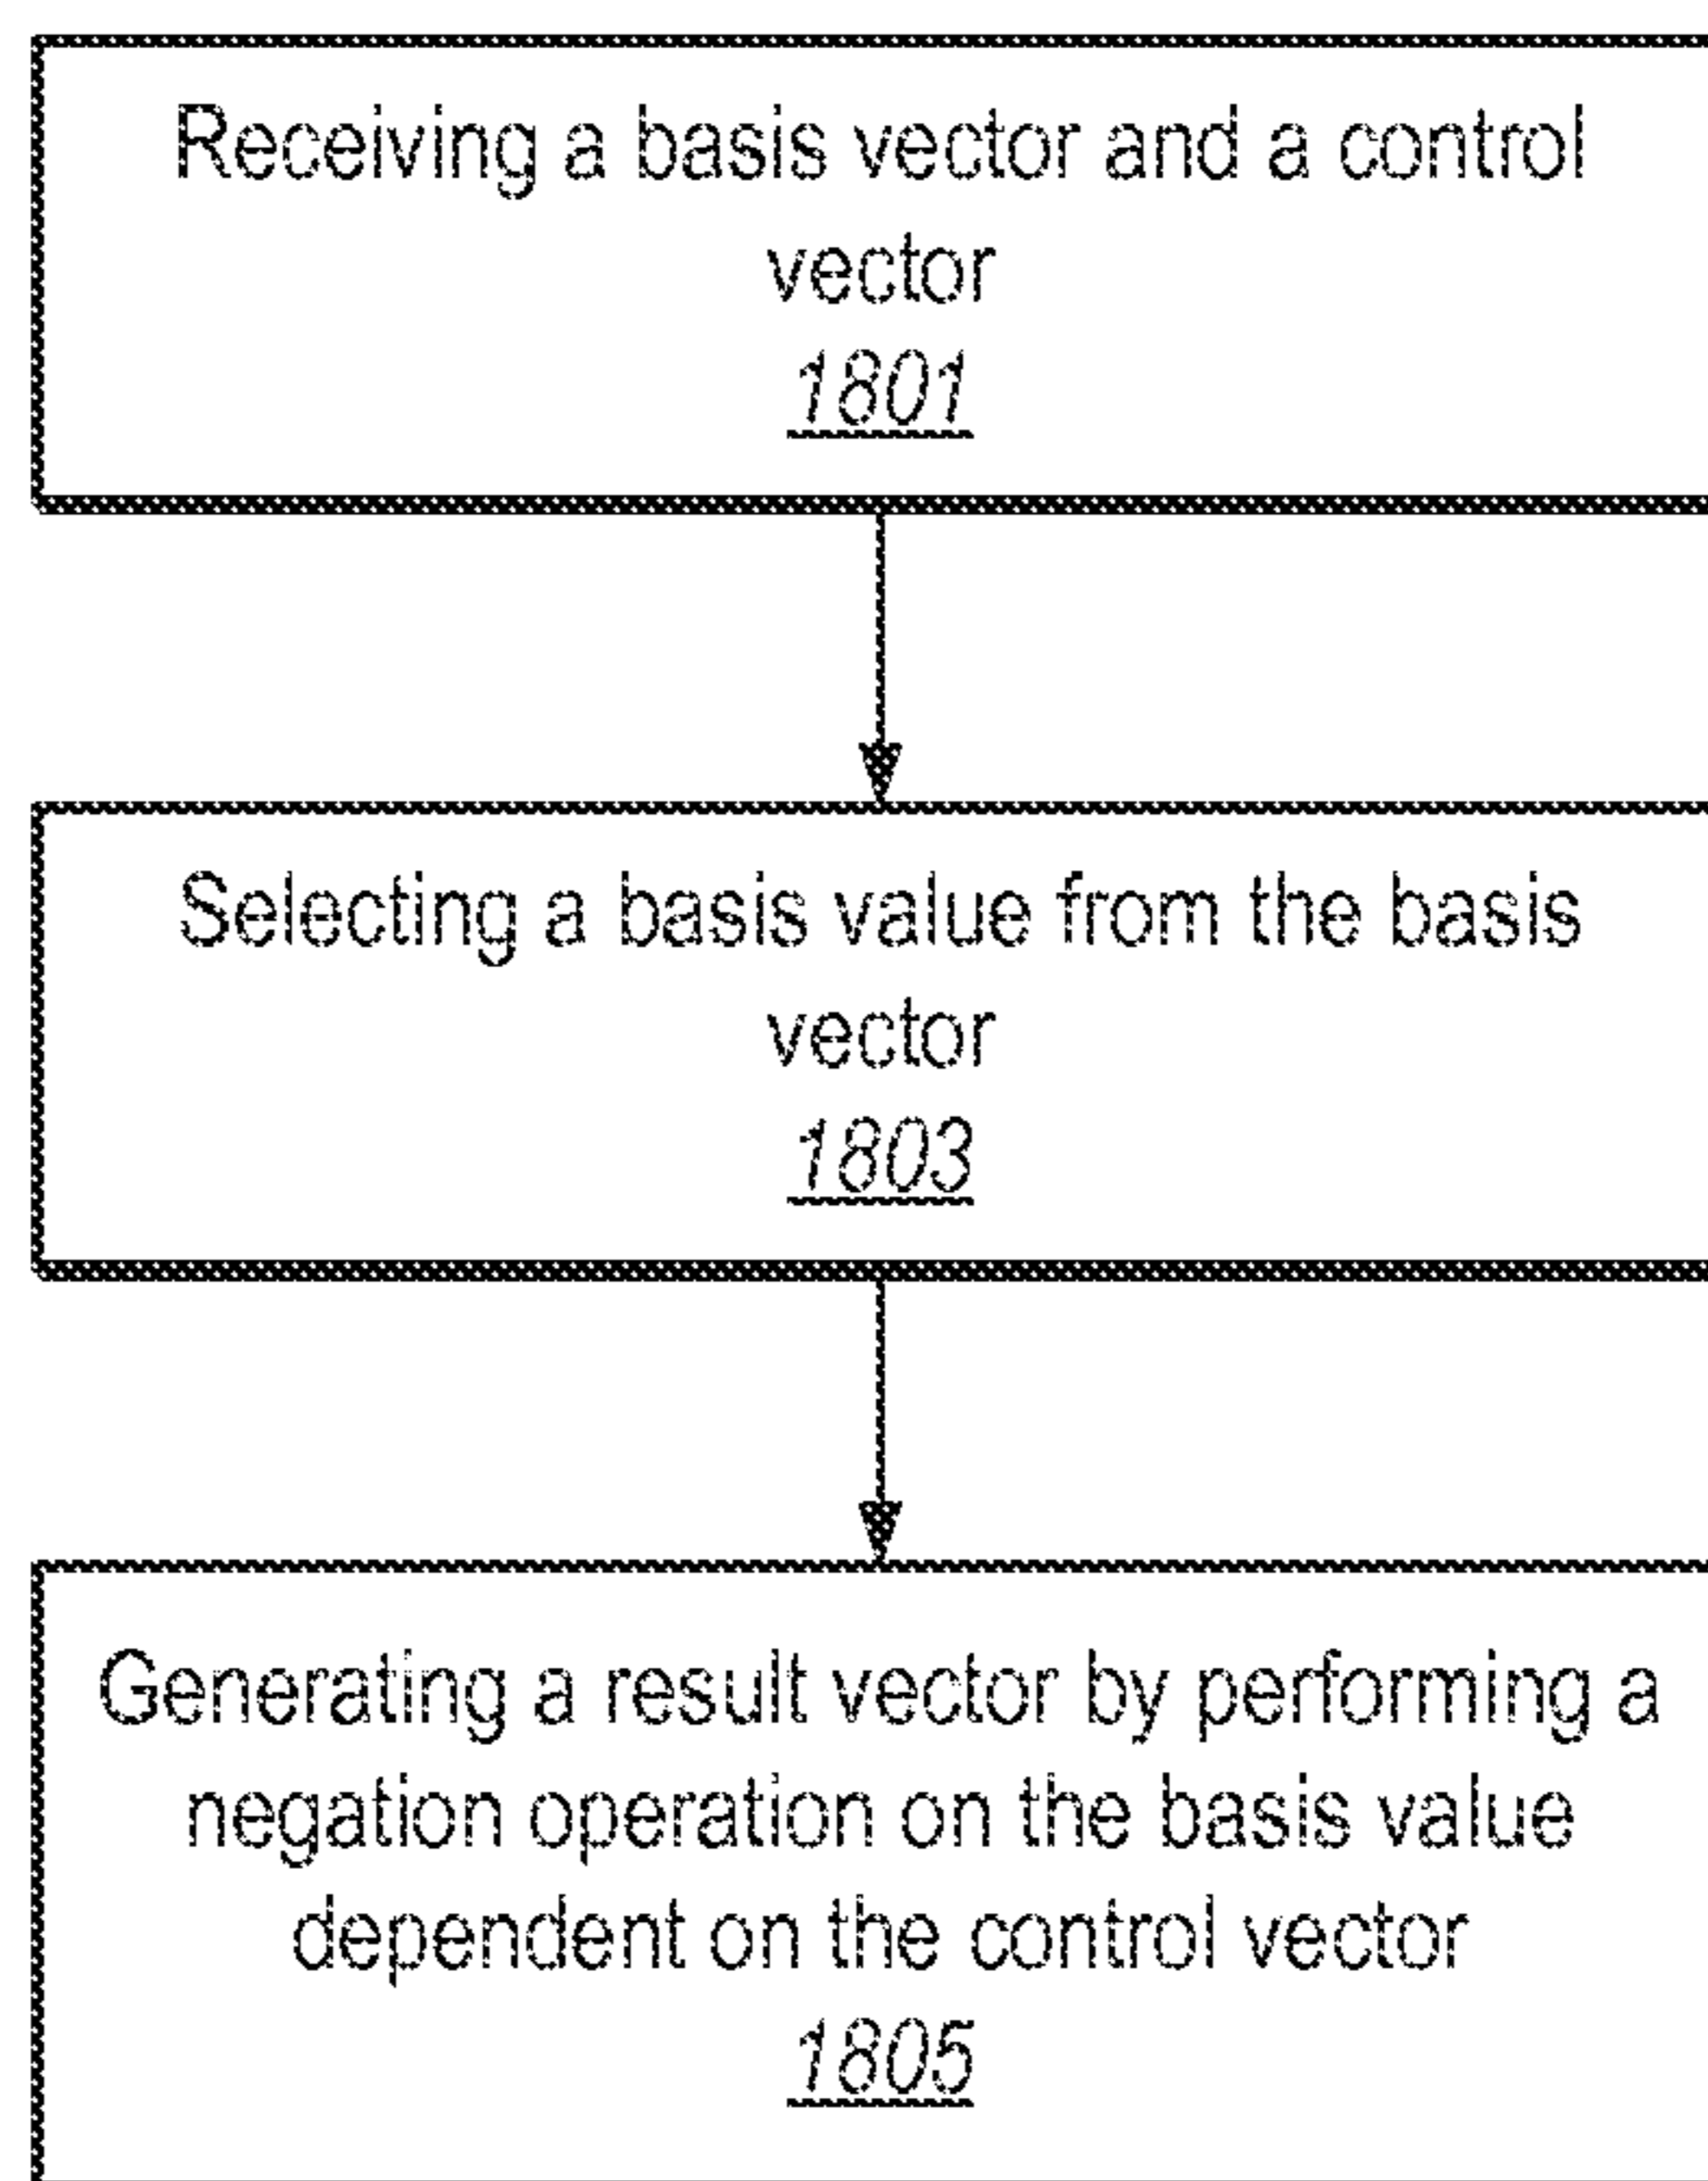 Receiving a basis vector and a control
vector
1801
Selecting a basis value from the basis
vector
1803
Generating a result vector by performing a
negation operation on the basis value
dependent on the control vector
1805